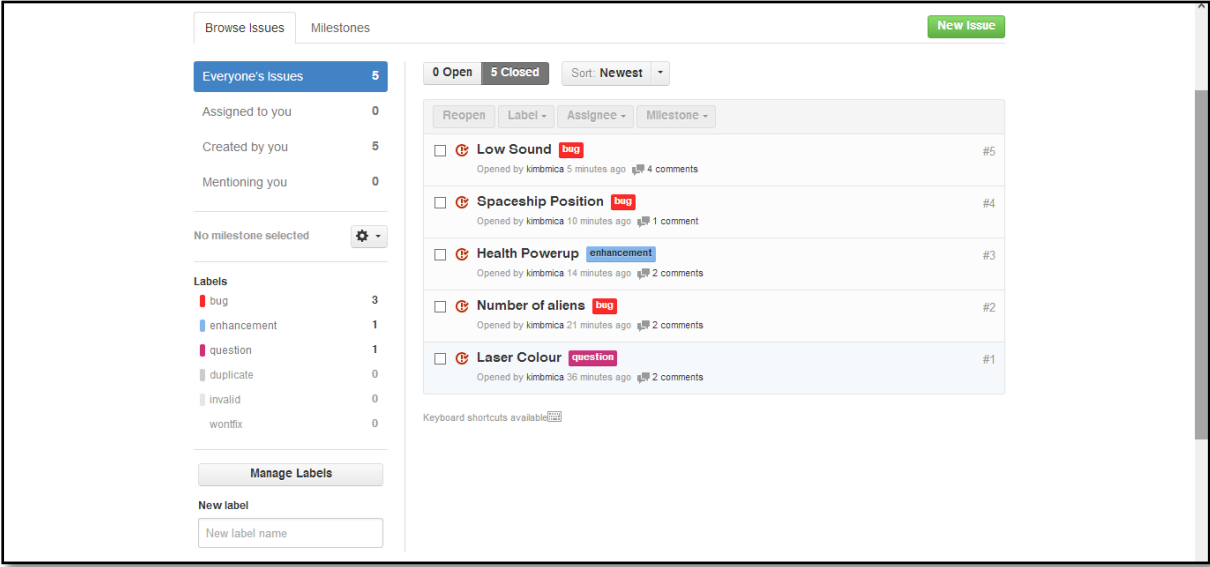 Browse Issues
Milestones
New Issue
Everyone's Issues 5
Assigned to you 0
Created by you 5
Mentioning you 0
No milestone selected
Labels
bug 3
enhancement 1
question 1
duplicate 0
invalid 0
wontfix 0
Manage Labels
New label
New label name
0 Open 5 Closed Sort: Newest
Reopen Label Assignee Milestone
Low Sound bug #5
Opened by kimbmica 5 minutes ago 4 comments
Spaceship Position bug #4
Opened by kimbmica 10 minutes ago 1 comment
Health Powerup enhancement #3
Opened by kimbmica 14 minutes ago 2 comments
Number of aliens bug #2
Opened by kimbmica 21 minutes ago 2 comments
Laser Colour question #1
Opened by kimbmica 36 minutes ago 2 comments
Keyboard shortcuts available